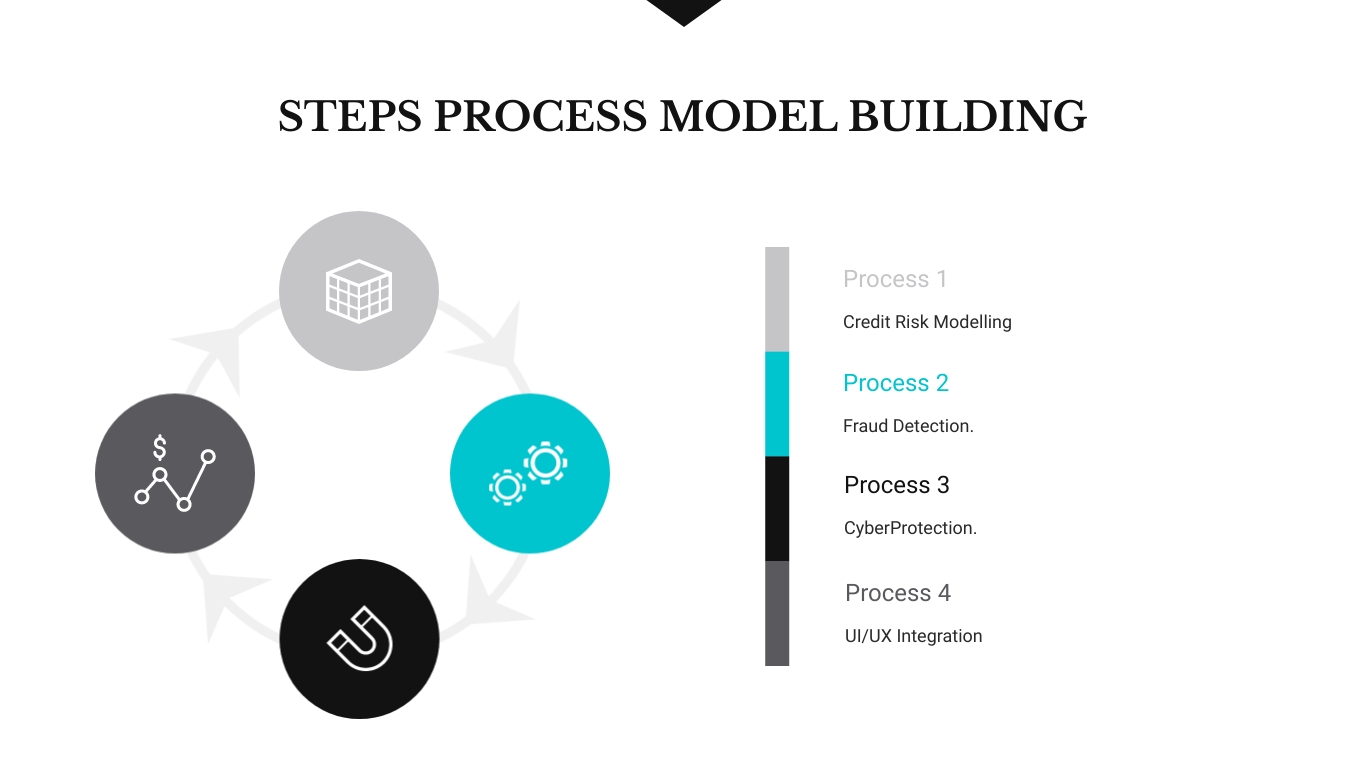 STEPS PROCESS MODEL BUILDING
Process 1
Credit Risk Modelling
Process 2
Fraud Detection.
Process 3
CyberProtection.
Process 4
UI/UX Integration
$